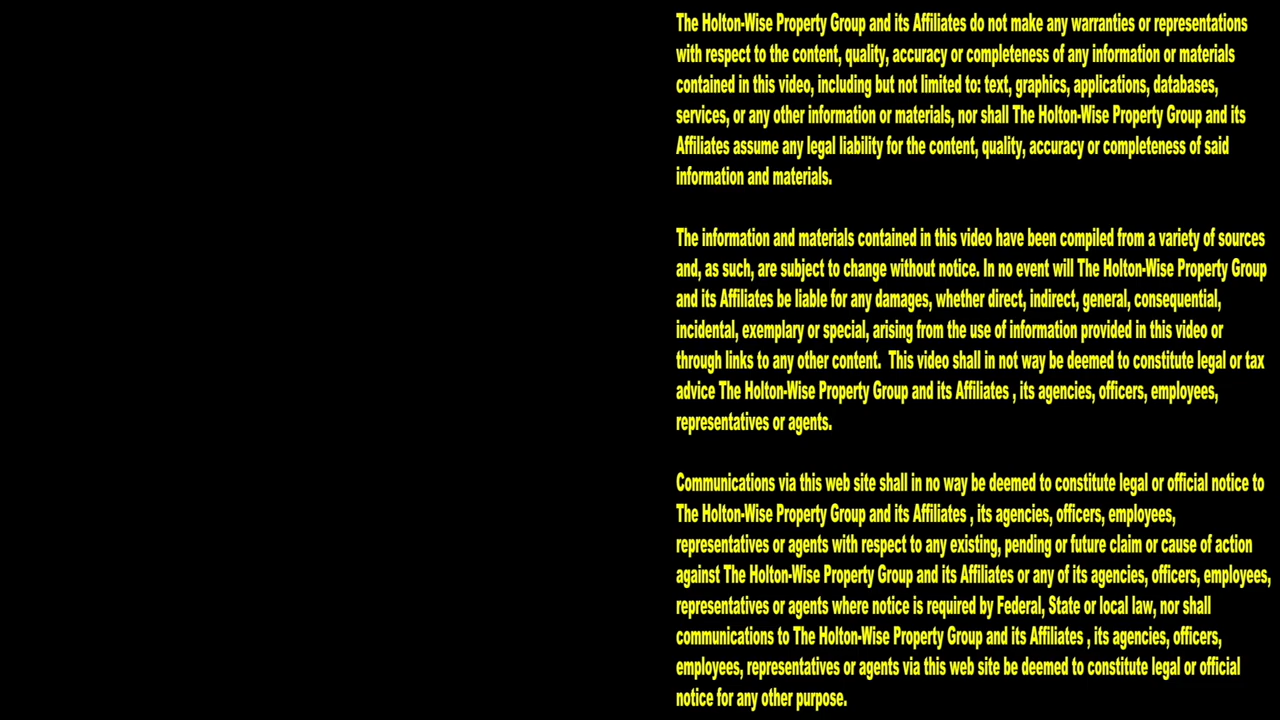 The Holton-Wise Property Group and its Affiliates do not make any warranties or representations
with respect to the content, quality, accuracy or completeness of any information or materials
contained in this video, including but not limited to: text, graphics, applications, databases,
services, or any other information or materials, nor shall The Holton-Wise Property Group and its
Affiliates assume any legal liability for the content, quality, accuracy or completeness of said
information and materials.
The information and materials contained in this video have been compiled from a variety of sources
and, as such, are subject to change without notice. In no event will The Holton-Wise Property Group
and its Affiliates be liable for any damages, whether direct, indirect, general, consequential,
incidental, exemplary or special, arising from the use of information provided in this video or
through links to any other content.  This video shall in not way be deemed to constitute legal or tax
advice The Holton-Wise Property Group and its Affiliates , its agencies, officers, employees,
representatives or agents.
Communications via this web site shall in no way be deemed to constitute legal or official notice to
The Holton-Wise Property Group and its Affiliates , its agencies, officers, employees,
representatives or agents with respect to any existing, pending or future claim or cause of action
against The Holton-Wise Property Group and its Affiliates or any of its agencies, officers, employees,
representatives or agents where notice is required by Federal, State or local law, nor shall
communications to The Holton-Wise Property Group and its Affiliates , its agencies, officers,
employees, representatives or agents via this web site be deemed to constitute legal or official
notice for any other purpose.